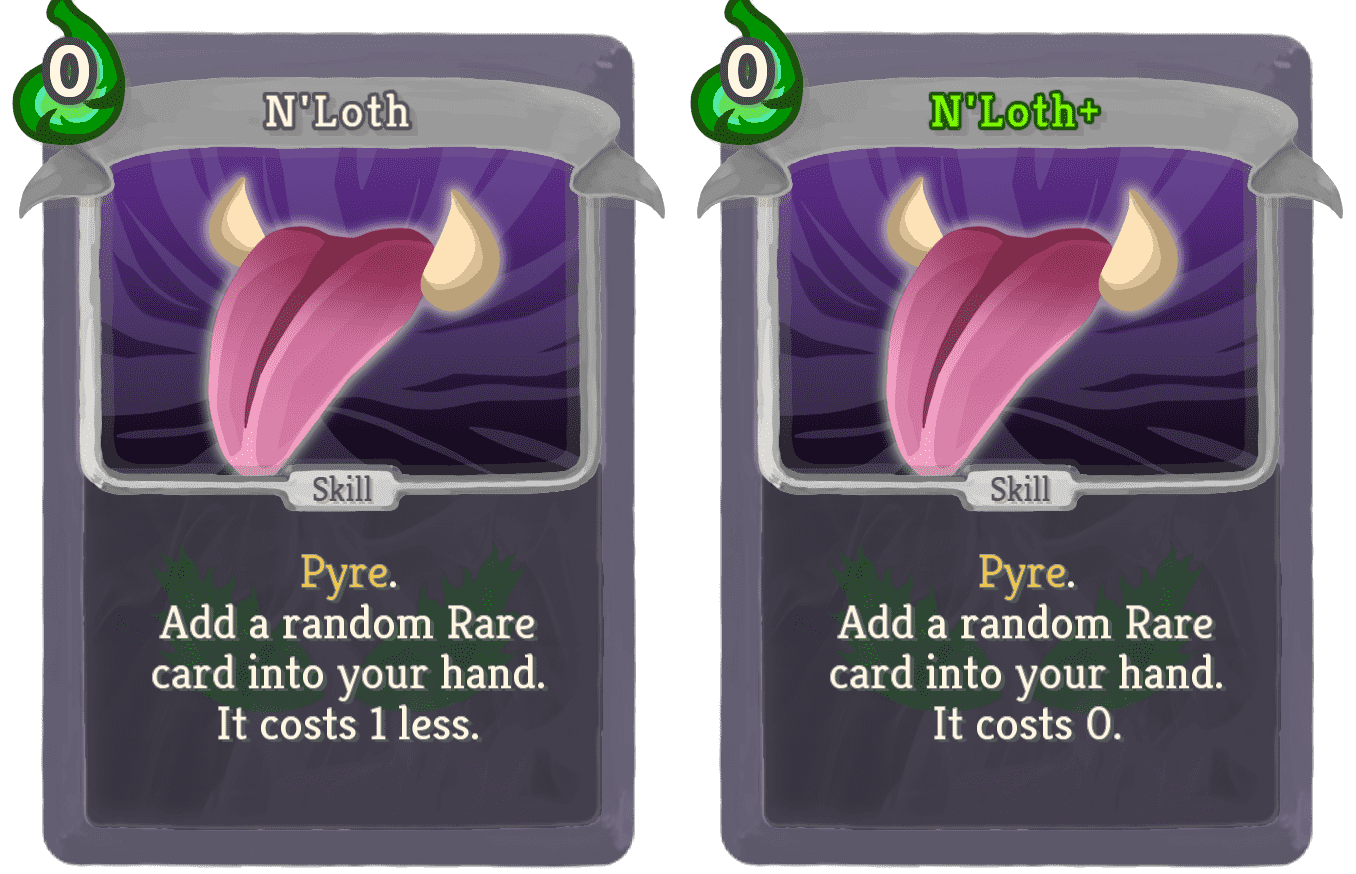 0
N'Loth
Skill
Pyre.
Add a random Rare
card into your hand.
It costs 1 less.
0
N'Loth+
Skill
Pyre.
Add a random Rare
card into your hand.
It costs 0.